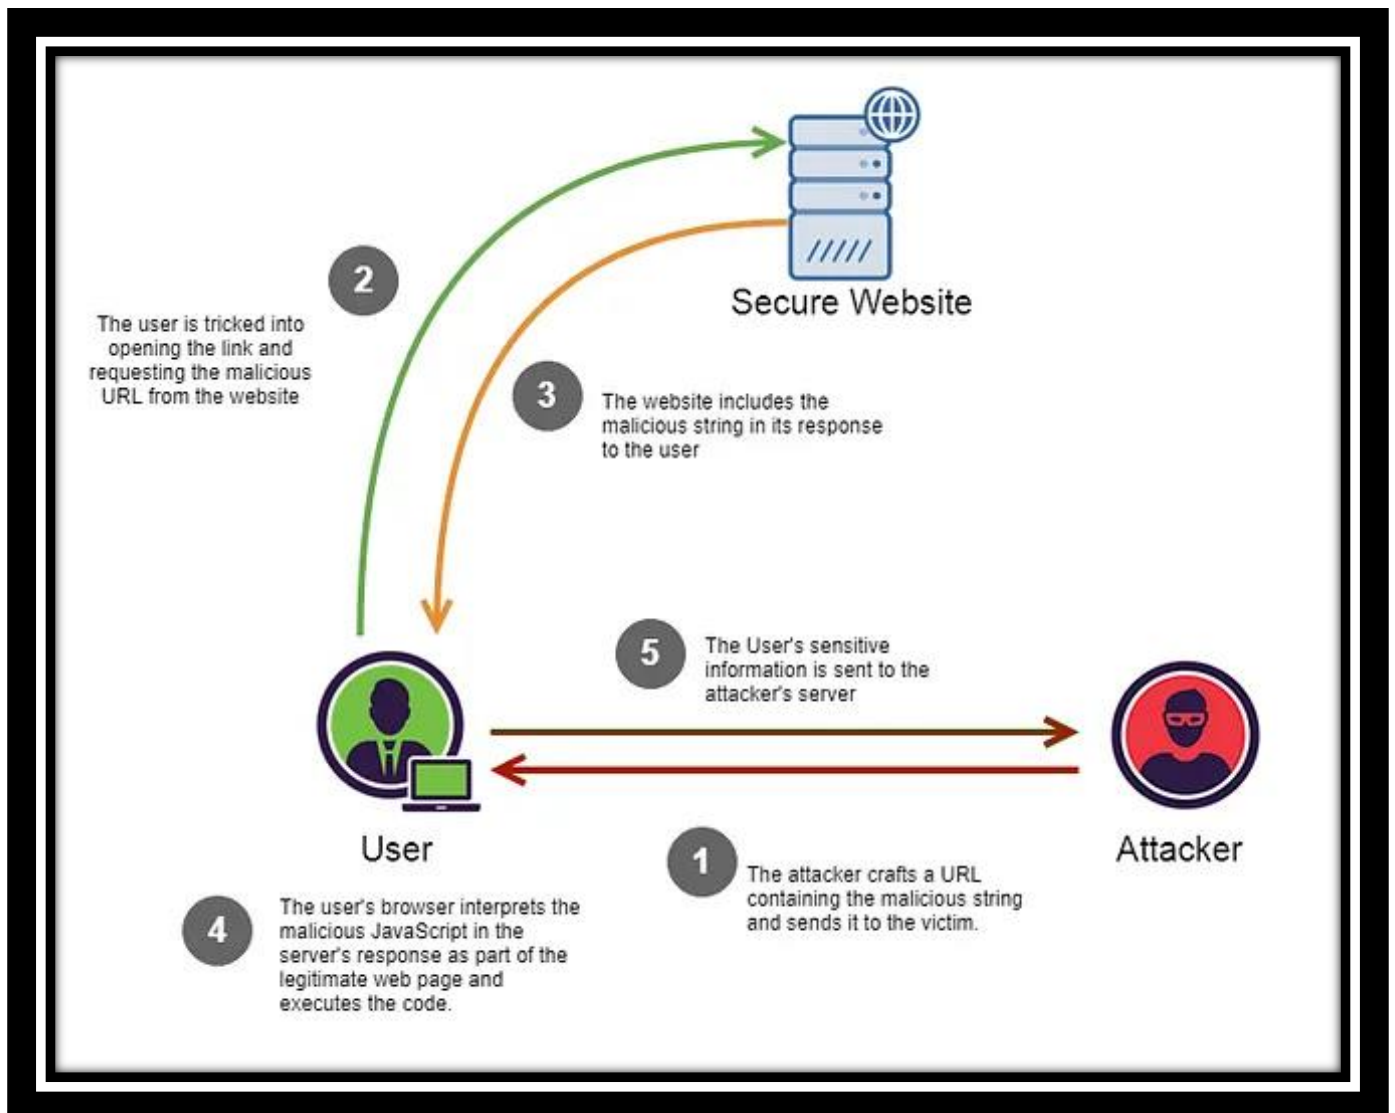 Secure Website
2
The user is tricked into
opening the link and
requesting the malicious
URL from the website
3
The website includes the
malicious string in its response
to the user
5
The User's sensitive
information is sent to the
attacker's server
User
Attacker
1
The attacker crafts a URL
containing the malicious string
and sends it to the victim.
4
The user's browser interprets the
malicious JavaScript in the
server's response as part of the
legitimate web page and
executes the code.